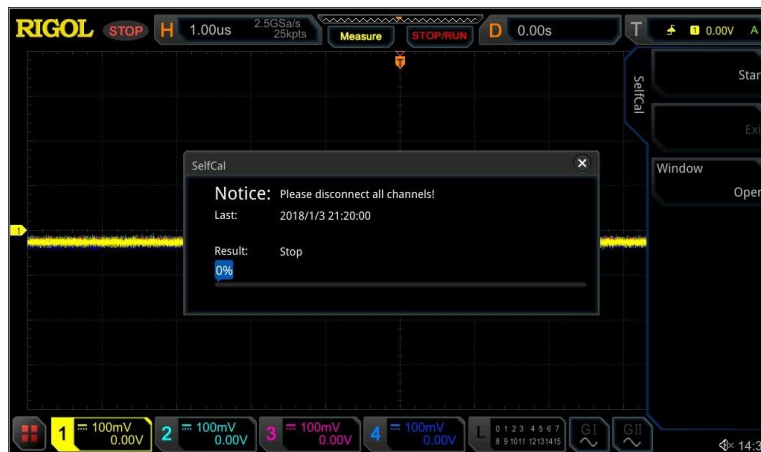 RIGOL STOP H 1.00us 2.5GSa/s 25kpts Measure STOP/RUN D 0.00s T 1 0.00V A
T
SelfCal
Star
Exi
Window
Oper
SelfCal
Notice: Please disconnect all channels!
Last: 2018/1/3 21:20:00
Result: Stop
0%
1
1 100mV 0.00V 2 100mV 0.00V 3 100mV 0.00V 4 100mV 0.00V L 0 1 2 3 4 5 6 7 8 9 10 11 12 13 14 15 GI GII
14:3